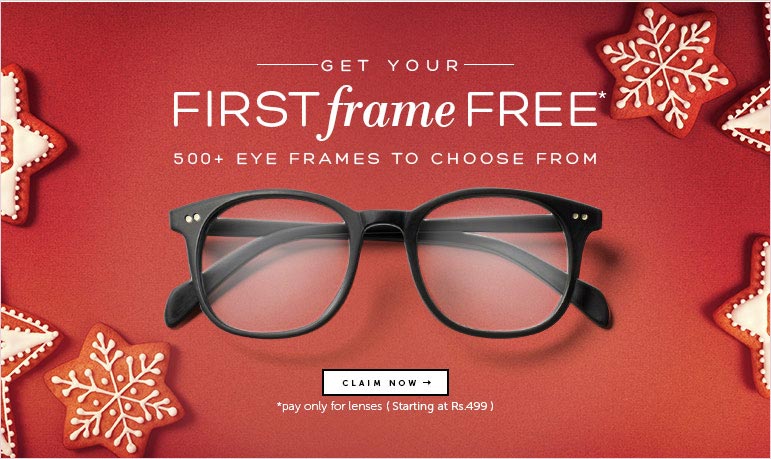 GET YOUR
FIRST frame FREE*
500+ EYE FRAMES TO CHOOSE FROM
CLAIM NOW →
*pay only for lenses ( Starting at Rs.499 )